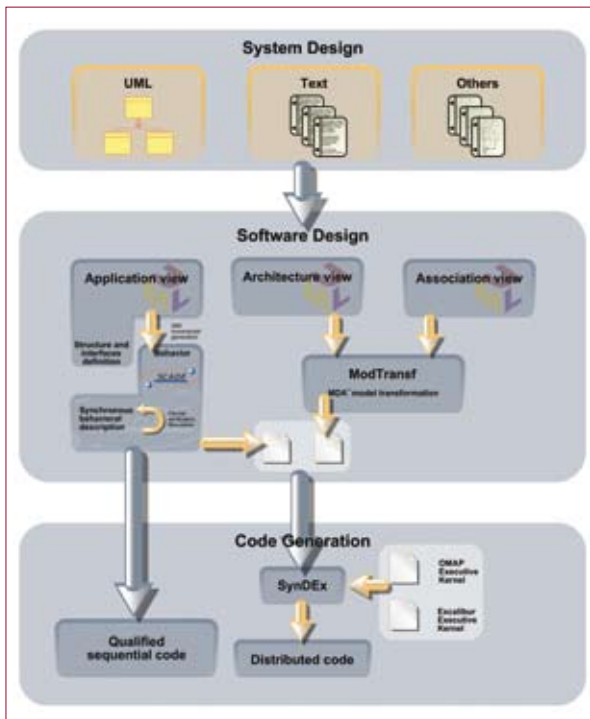 System Design
UML
Text
Others
Software Design
Application view
Architecture view
Association view
Structure and
interfaces definition
Behavior
SCADE
ModTransf
MDA model transformation
Synchronous
behavioral
description
Code Generation
SynDEx
OMAP
Executive
Kernel
Excalibur
Executive
Kernel
Qualified
sequential code
Distributed code